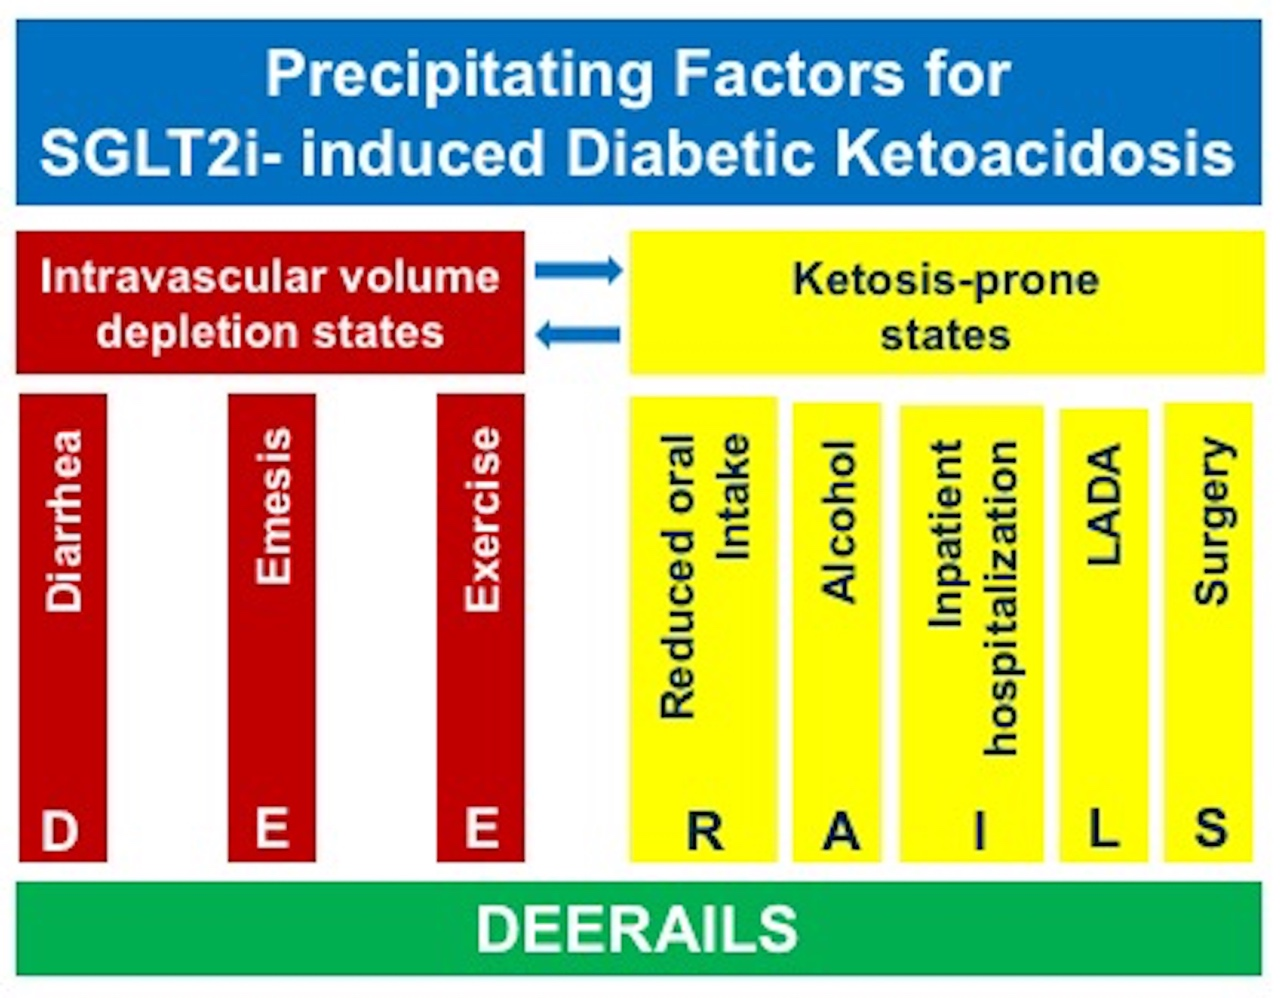 Precipitating Factors for
SGLT2i- induced Diabetic Ketoacidosis
Intravascular volume
depletion states
Ketosis-prone
states
Diarrhea
D
Emesis
E
Exercise
E
Reduced oral
Intake
R
Alcohol
A
Inpatient
hospitalization
I
LADA
L
Surgery
S
DEERAILS